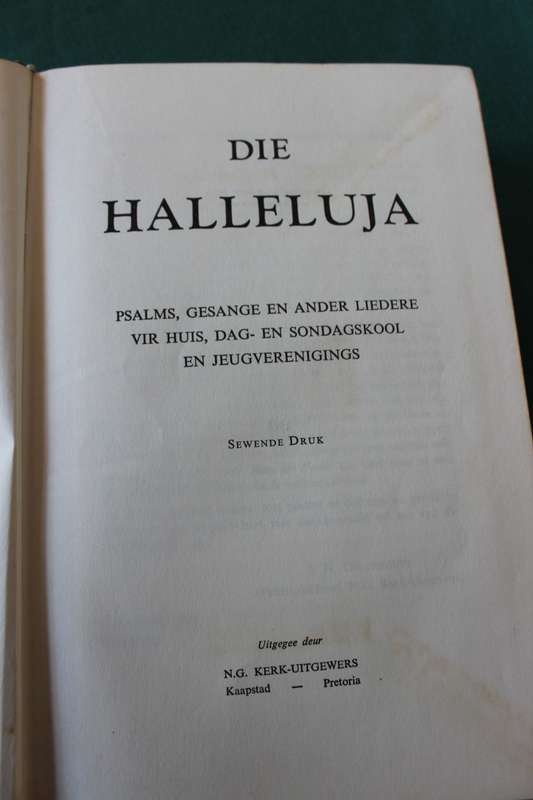 DIE
HALLELUJA
PSALMS, GESANGE EN ANDER LIEDERE
VIR HUIS, DAG- EN SONDAGSKOOL
EN JEUGVERENIGINGS
SEWENDE DRUK
Uitgegee deur
N.G. KERK-UITGEWERS
Kaapstad — Pretoria